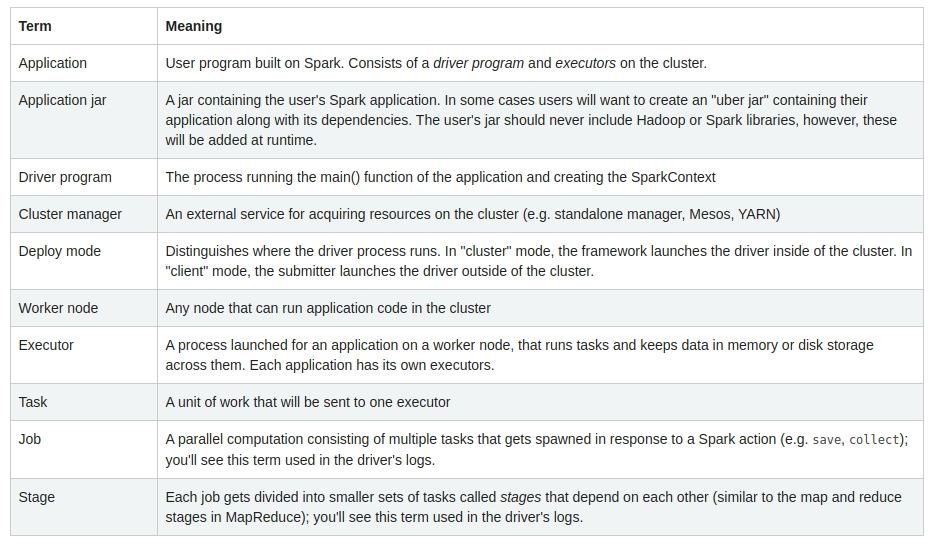 Term Meaning
Application User program built on Spark. Consists of a driver program and executors on the cluster.
Application jar A jar containing the user's Spark application. In some cases users will want to create an "uber jar" containing their
application along with its dependencies. The user's jar should never include Hadoop or Spark libraries, however, these
will be added at runtime.
Driver program The process running the main() function of the application and creating the SparkContext
Cluster manager An external service for acquiring resources on the cluster (e.g. standalone manager, Mesos, YARN)
Deploy mode Distinguishes where the driver process runs. In "cluster" mode, the framework launches the driver inside of the cluster. In
"client" mode, the submitter launches the driver outside of the cluster.
Worker node Any node that can run application code in the cluster
Executor A process launched for an application on a worker node, that runs tasks and keeps data in memory or disk storage
across them. Each application has its own executors.
Task A unit of work that will be sent to one executor
Job A parallel computation consisting of multiple tasks that gets spawned in response to a Spark action (e.g. save, collect);
you'll see this term used in the driver's logs.
Stage Each job gets divided into smaller sets of tasks called stages that depend on each other (similar to the map and reduce
stages in MapReduce); you'll see this term used in the driver's logs.